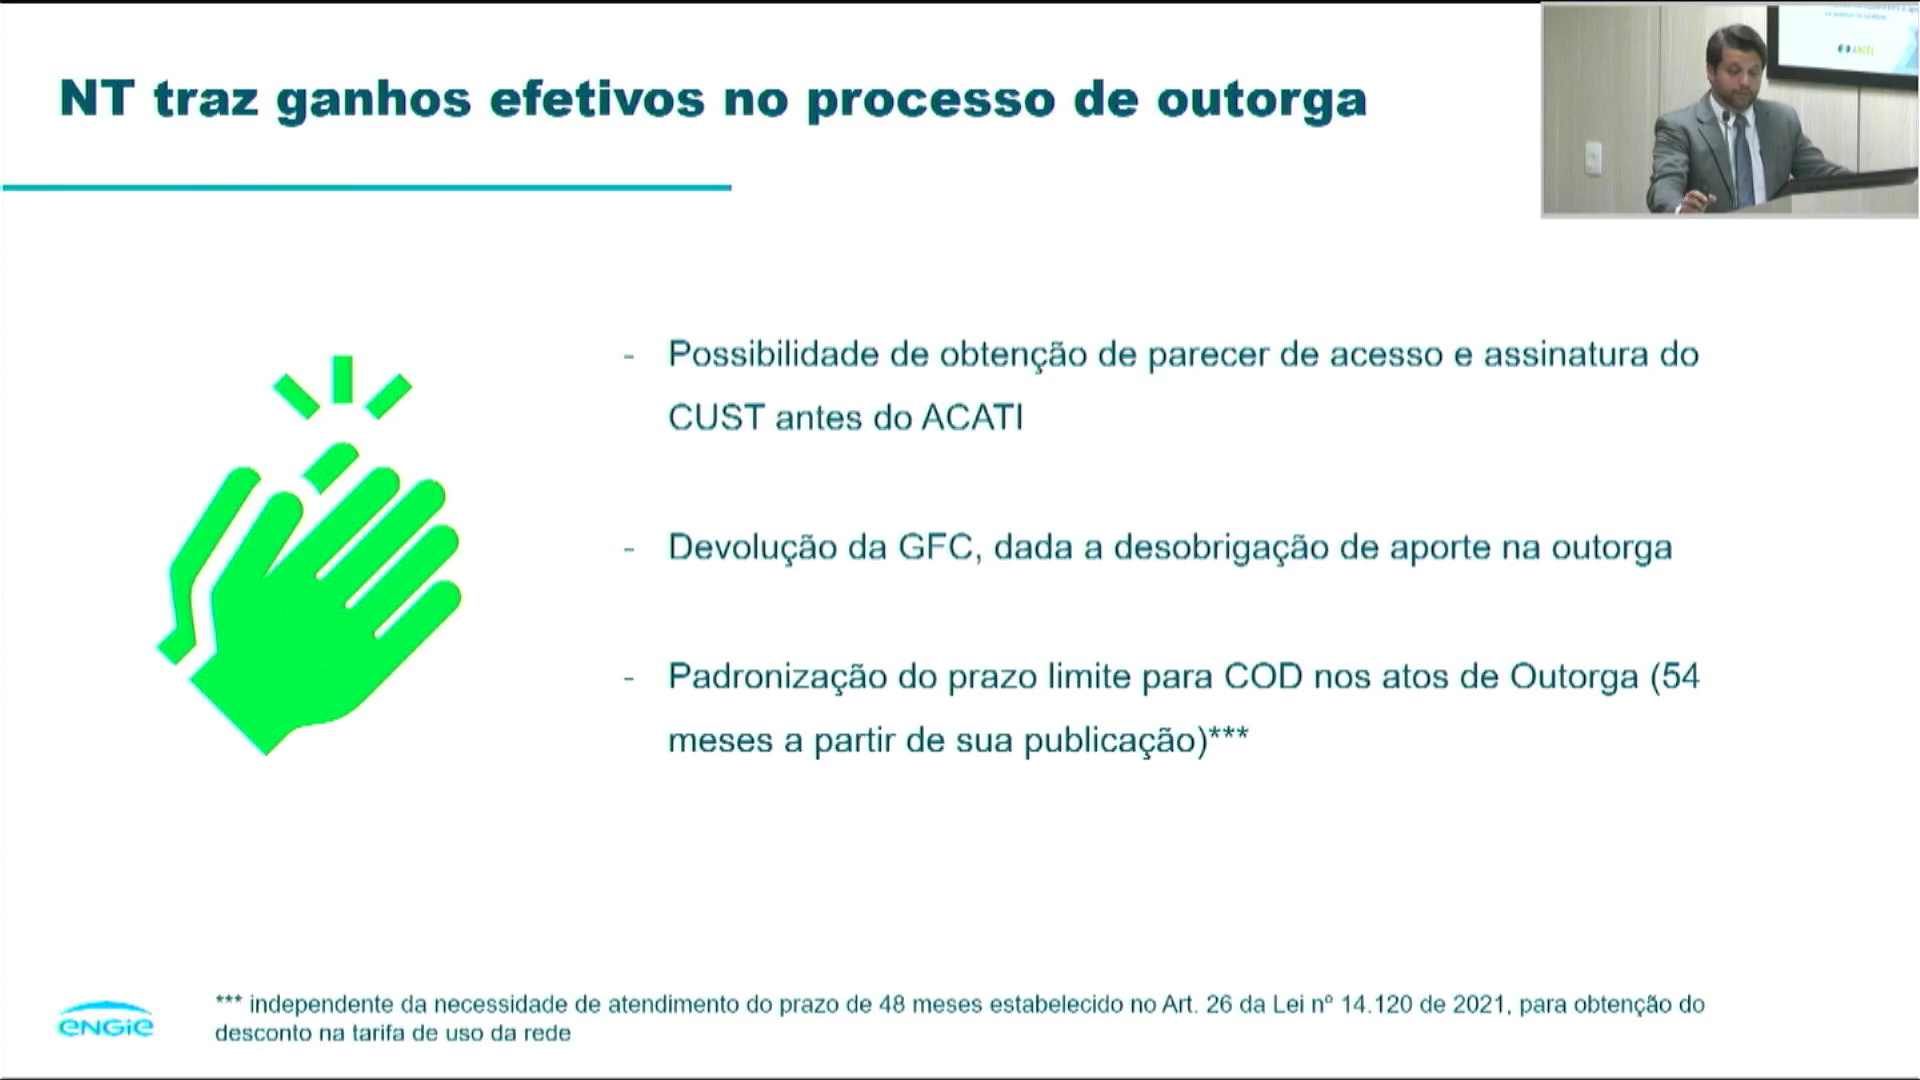 NT traz ganhos efetivos no processo de outorga
- Possibilidade de obtenção de parecer de acesso e assinatura do
CUST antes do ACATI
- Devolução da GFC, dada a desobrigação de aporte na outorga
- Padronização do prazo limite para COD nos atos de Outorga (54
meses a partir de sua publicação)***
*** independente da necessidade de atendimento do prazo de 48 meses estabelecido no Art. 26 da Lei nº 14.120 de 2021, para obtenção do
desconto na tarifa de uso da rede
ENGIE